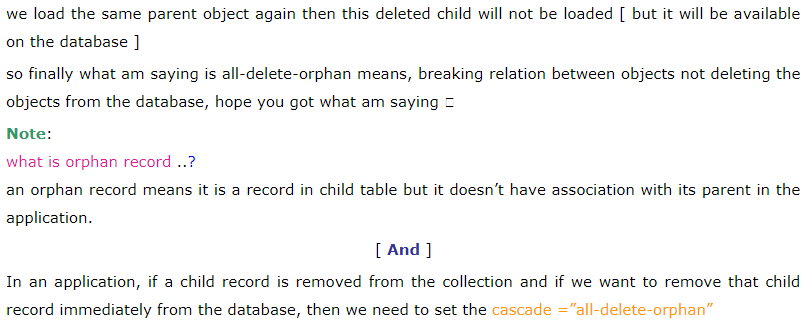 we load the same parent object again then this deleted child will not be loaded [ but it will be available
on the database ]
so finally what am saying is all-delete-orphan means, breaking relation between objects not deleting the
objects from the database, hope you got what am saying □
Note:
what is orphan record ..?
an orphan record means it is a record in child table but it doesn’t have association with its parent in the
application.
[ And ]
In an application, if a child record is removed from the collection and if we want to remove that child
record immediately from the database, then we need to set the cascade =”all-delete-orphan”